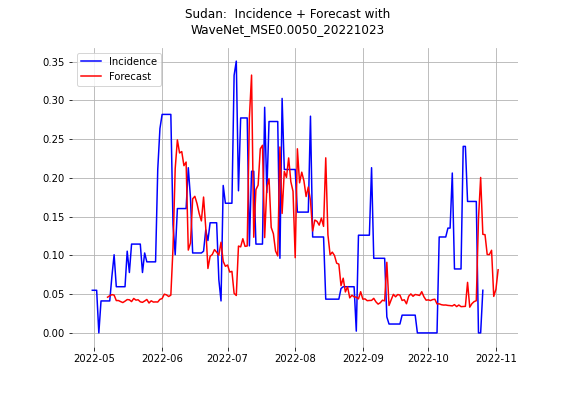 Sudan:  Incidence + Forecast with
WaveNet_MSE0.0050_20221023
Incidence
Forecast
0.35
0.30
0.25
0.20
0.15
0.10
0.05
0.00
2022-05 2022-06 2022-07 2022-08 2022-09 2022-10 2022-11